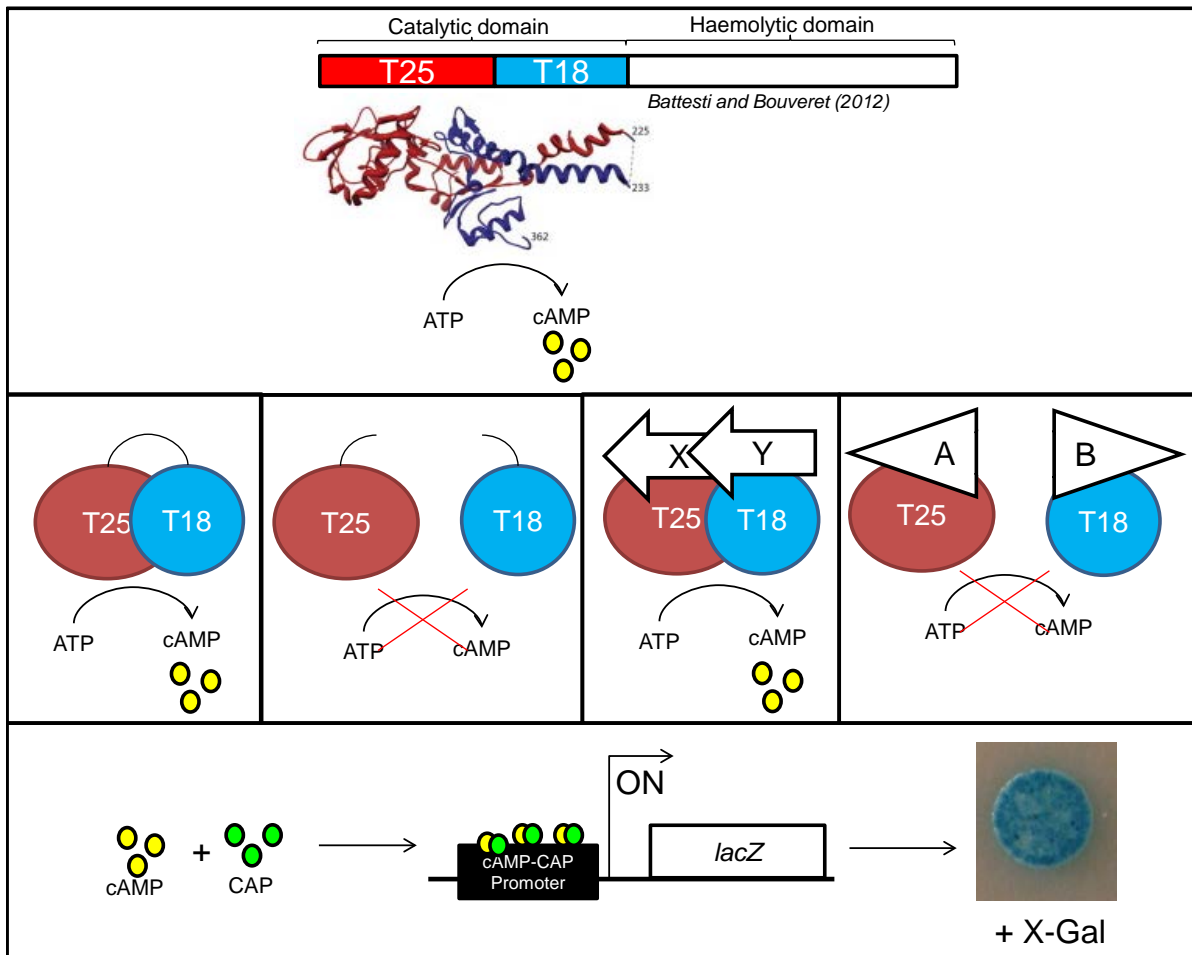 Catalytic domain Haemolytic domain
T25 T18
Battesti and Bouveret (2012)
225
233
362
ATP cAMP
T25 T18
ATP cAMP
T25 T18
ATP cAMP
X Y
T25 T18
ATP cAMP
A B
T25 T18
ATP cAMP
ON
cAMP + CAP
cAMP-CAP
Promoter
lacZ
+ X-Gal